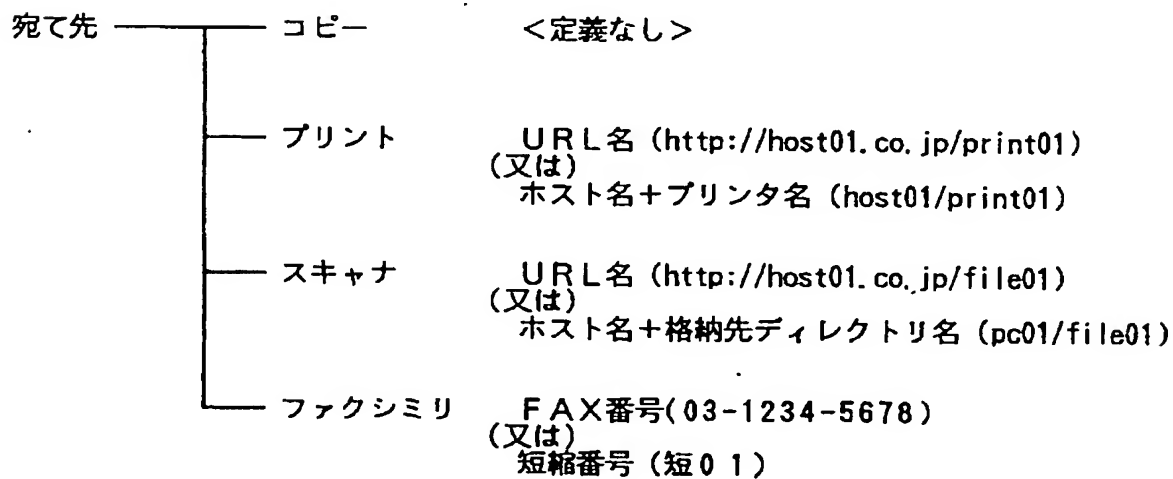 宛て先 コピー <定義なし>
プリント URL名 (http://host01.co.jp/print01)
(又は)
ホスト名+プリンタ名 (host01/print01)
スキャナ URL名 (http://host01.co.jp/file01)
(又は)
ホスト名+格納先ディレクトリ名 (pc01/file01)
ファクシミリ FAX番号(03-1234-5678)
(又は)
短縮番号 (短01)